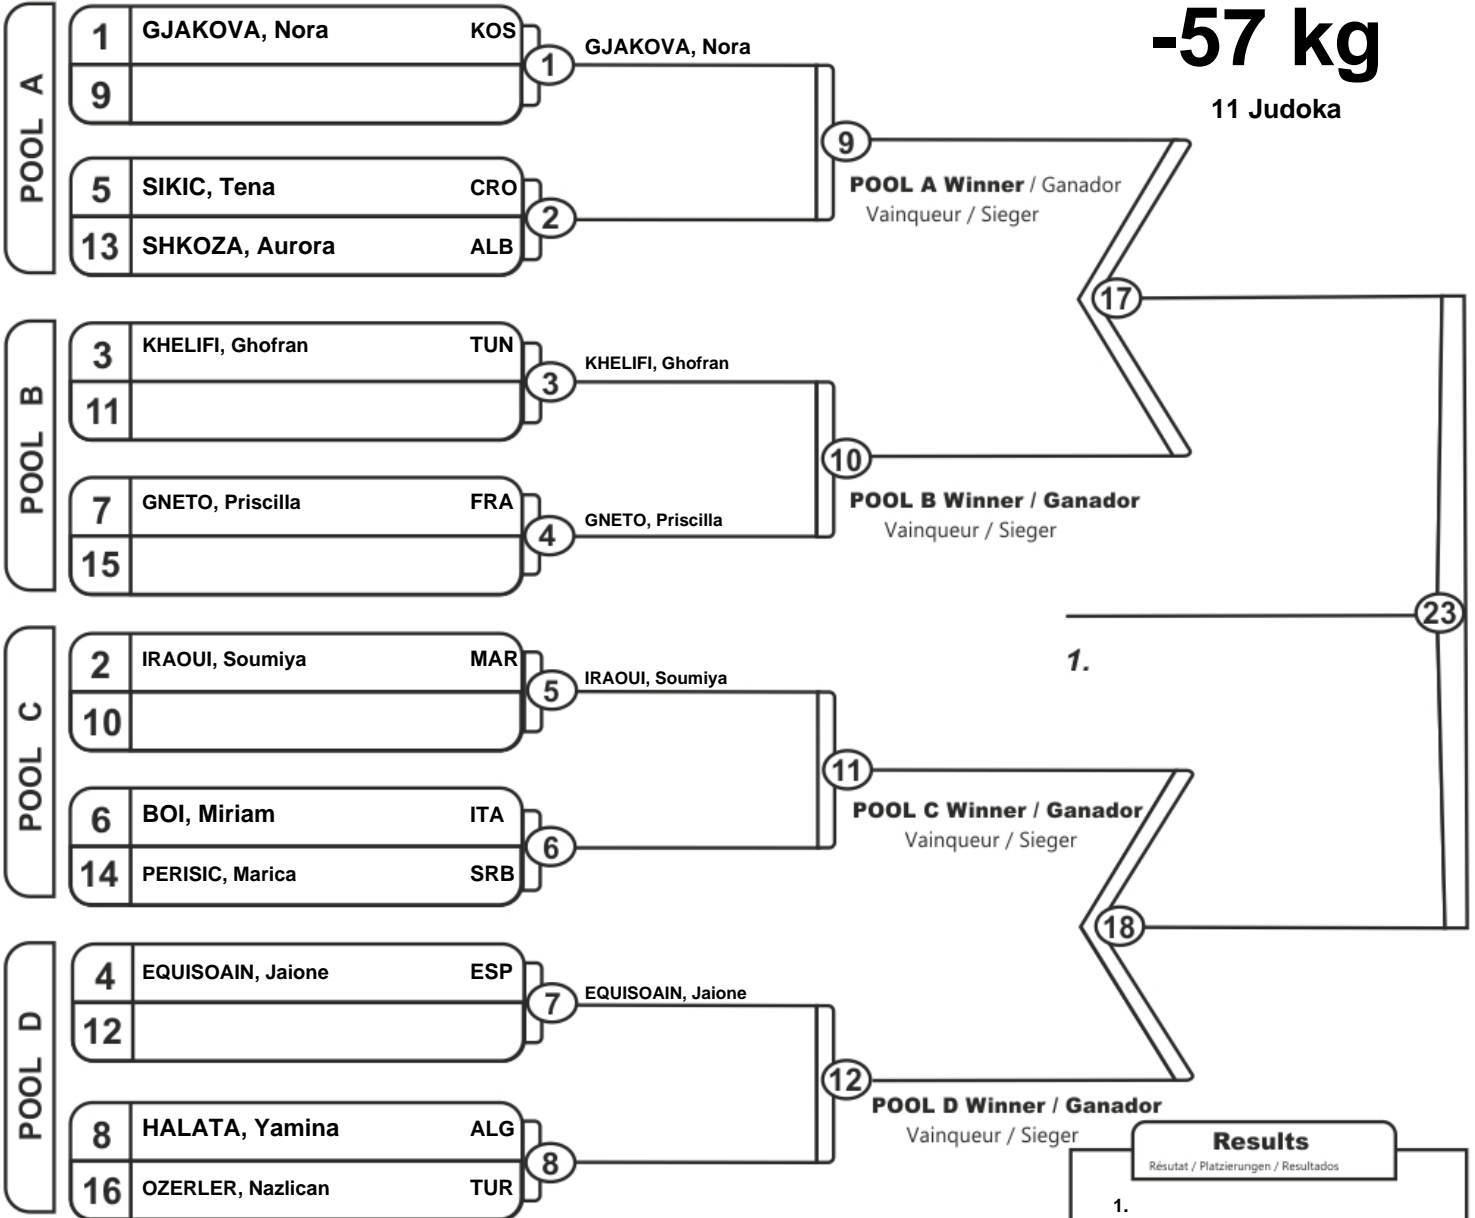 -57 kg
11 Judoka
POOL A
1 GJAKOVA, Nora KOS
9
1 GJAKOVA, Nora
5 SIKIC, Tena CRO
13 SHKOZA, Aurora ALB
2
9
POOL A Winner / Ganador
Vainqueur / Sieger
17
POOL B
3 KHELIFI, Ghofran TUN
11
3 KHELIFI, Ghofran
7 GNETO, Priscilla FRA
15
4 GNETO, Priscilla
10
POOL B Winner / Ganador
Vainqueur / Sieger
23
1.
POOL C
2 IRAOUI, Soumiya MAR
10
5 IRAOUI, Soumiya
6 BOI, Miriam ITA
14 PERISIC, Marica SRB
6
11
POOL C Winner / Ganador
Vainqueur / Sieger
18
POOL D
4 EQUISOAIN, Jaione ESP
12
7 EQUISOAIN, Jaione
8 HALATA, Yamina ALG
16 OZERLER, Nazlican TUR
8
12
POOL D Winner / Ganador
Vainqueur / Sieger
Results
Résutat / Platzierungen / Resultados
1.